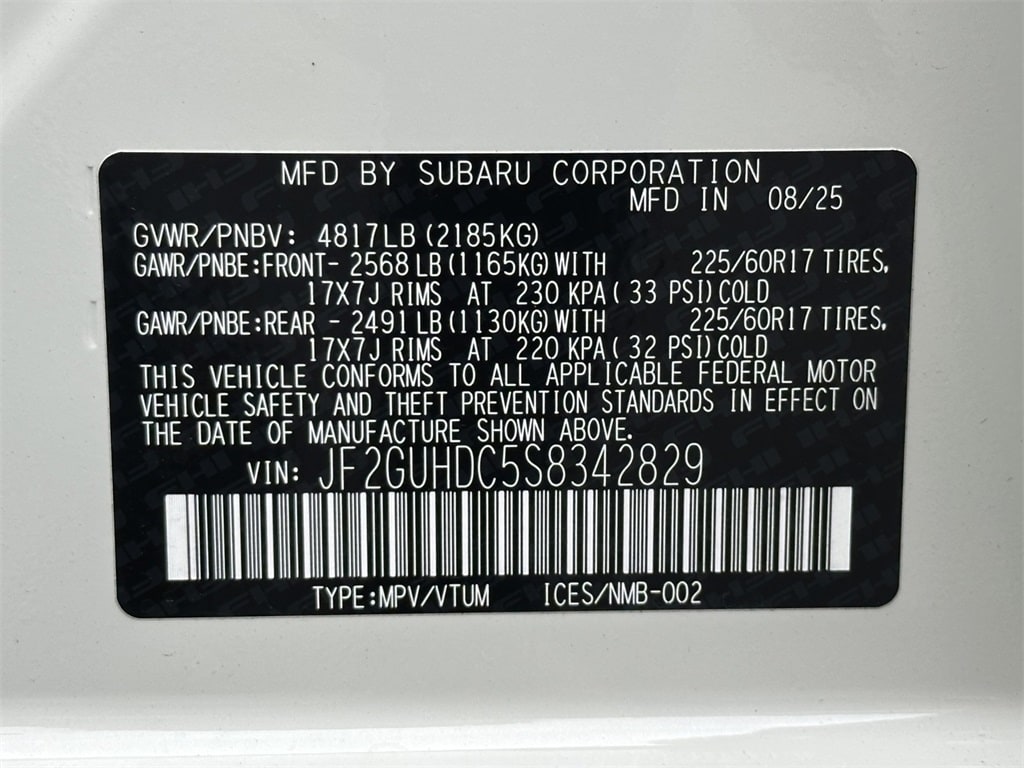 MFD BY SUBARU CORPORATION
MFD IN 08/25
GVWR/PNBV: 4817LB (2185KG)
GAWR/PNBE:FRONT- 2568 LB (1165KG) WITH 225/60R17 TIRES,
17X7J RIMS AT 230 KPA ( 33 PSI) COLD
GAWR/PNBE:REAR - 2491 LB (1130KG) WITH 225/60R17 TIRES,
17X7J RIMS AT 220 KPA ( 32 PSI) COLD
THIS VEHICLE CONFORMS TO ALL APPLICABLE FEDERAL MOTOR
VEHICLE SAFETY AND THEFT PREVENTION STANDARDS IN EFFECT ON
THE DATE OF MANUFACTURE SHOWN ABOVE.
VIN: JF2GUHDC5S8342829
TYPE:MPV/VTUM ICES/NMB-002